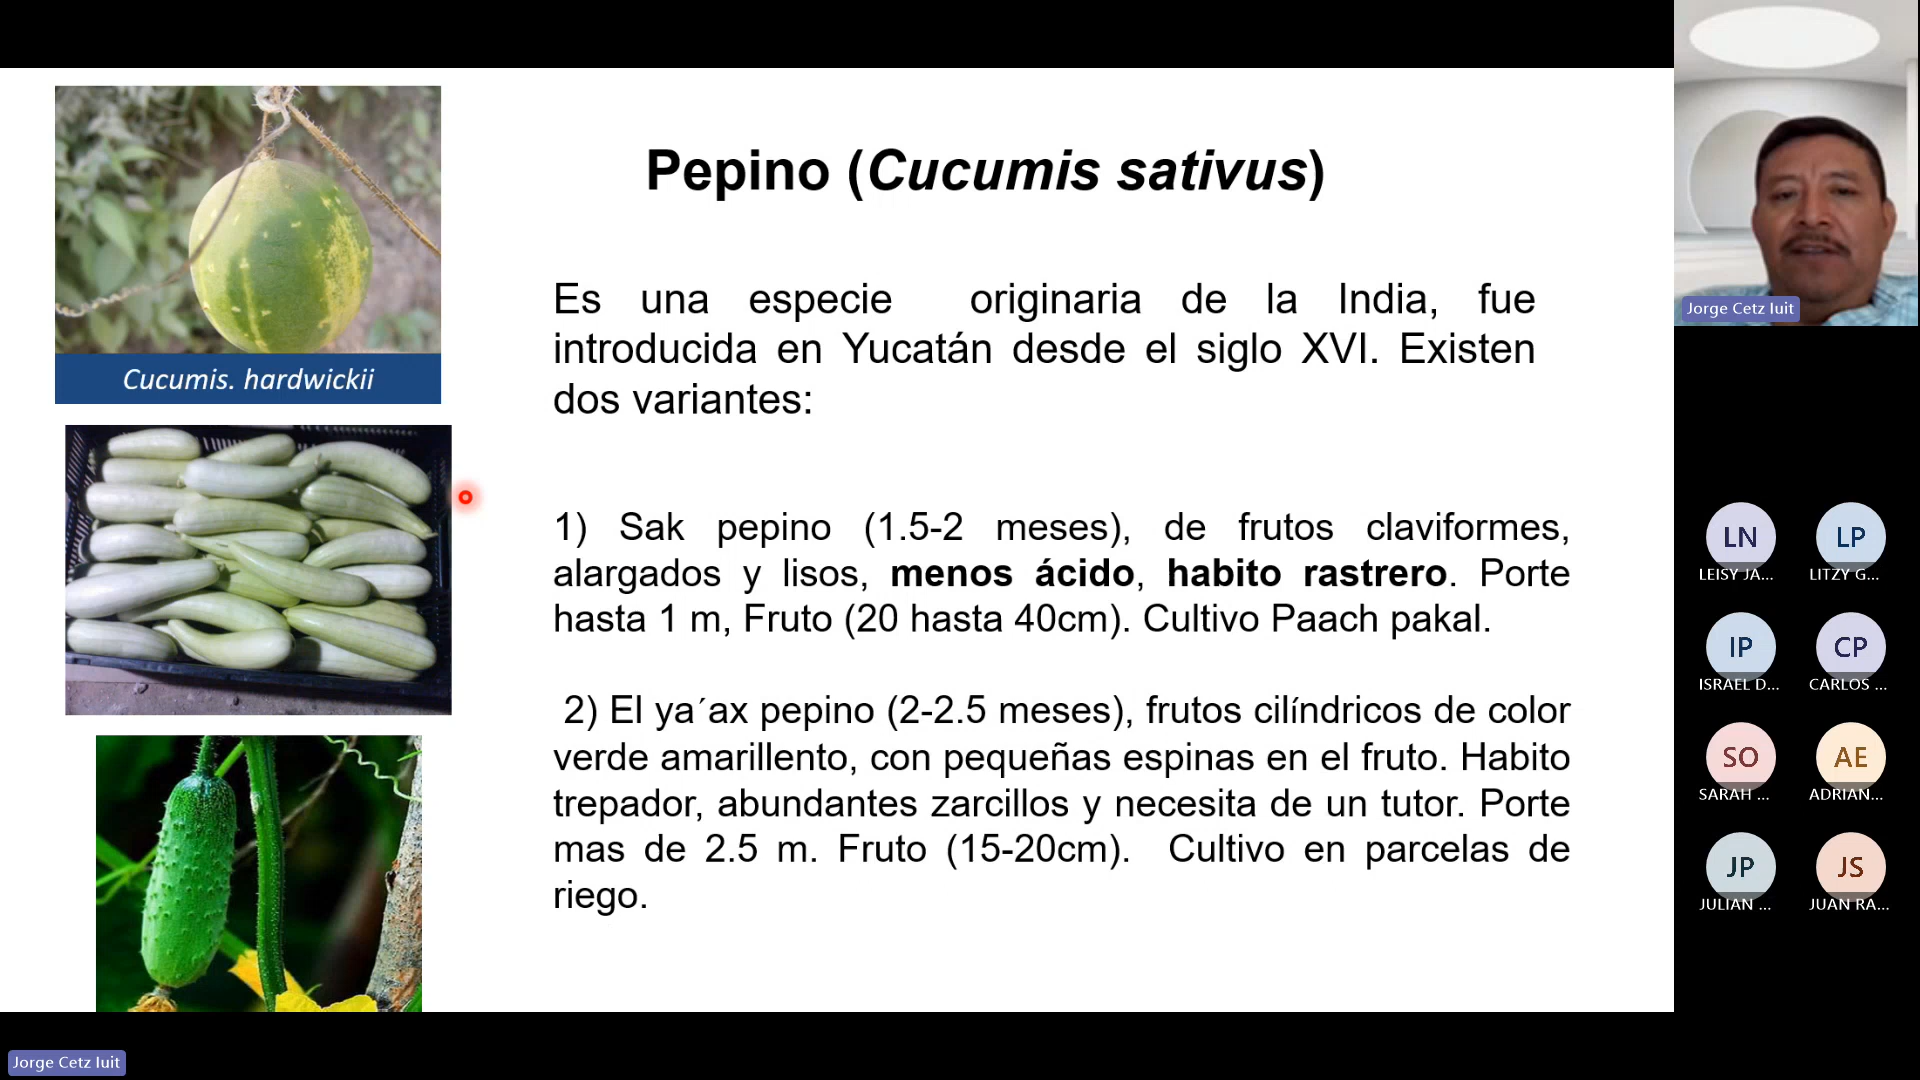 Pepino (Cucumis sativus)
Es una especie originaria de la India, fue
introducida en Yucatán desde el siglo XVI. Existen
dos variantes:
1) Sak pepino (1.5-2 meses), de frutos claviformes,
alargados y lisos, menos ácido, habito rastrero. Porte
hasta 1 m, Fruto (20 hasta 40cm). Cultivo Paach pakal.
2) El ya´ax pepino (2-2.5 meses), frutos cilíndricos de color
verde amarillento, con pequeñas espinas en el fruto. Habito
trepador, abundantes zarcillos y necesita de un tutor. Porte
mas de 2.5 m. Fruto (15-20cm). Cultivo en parcelas de
riego.
Cucumis. hardwickii
Jorge Cetz Iuit
LN
LEISY JA...
LP
LITZY G...
IP
ISRAEL D...
CP
CARLOS ...
SO
SARAH ...
AE
ADRIAN...
JP
JULIAN ...
JS
JUAN RA...
Jorge Cetz Iuit